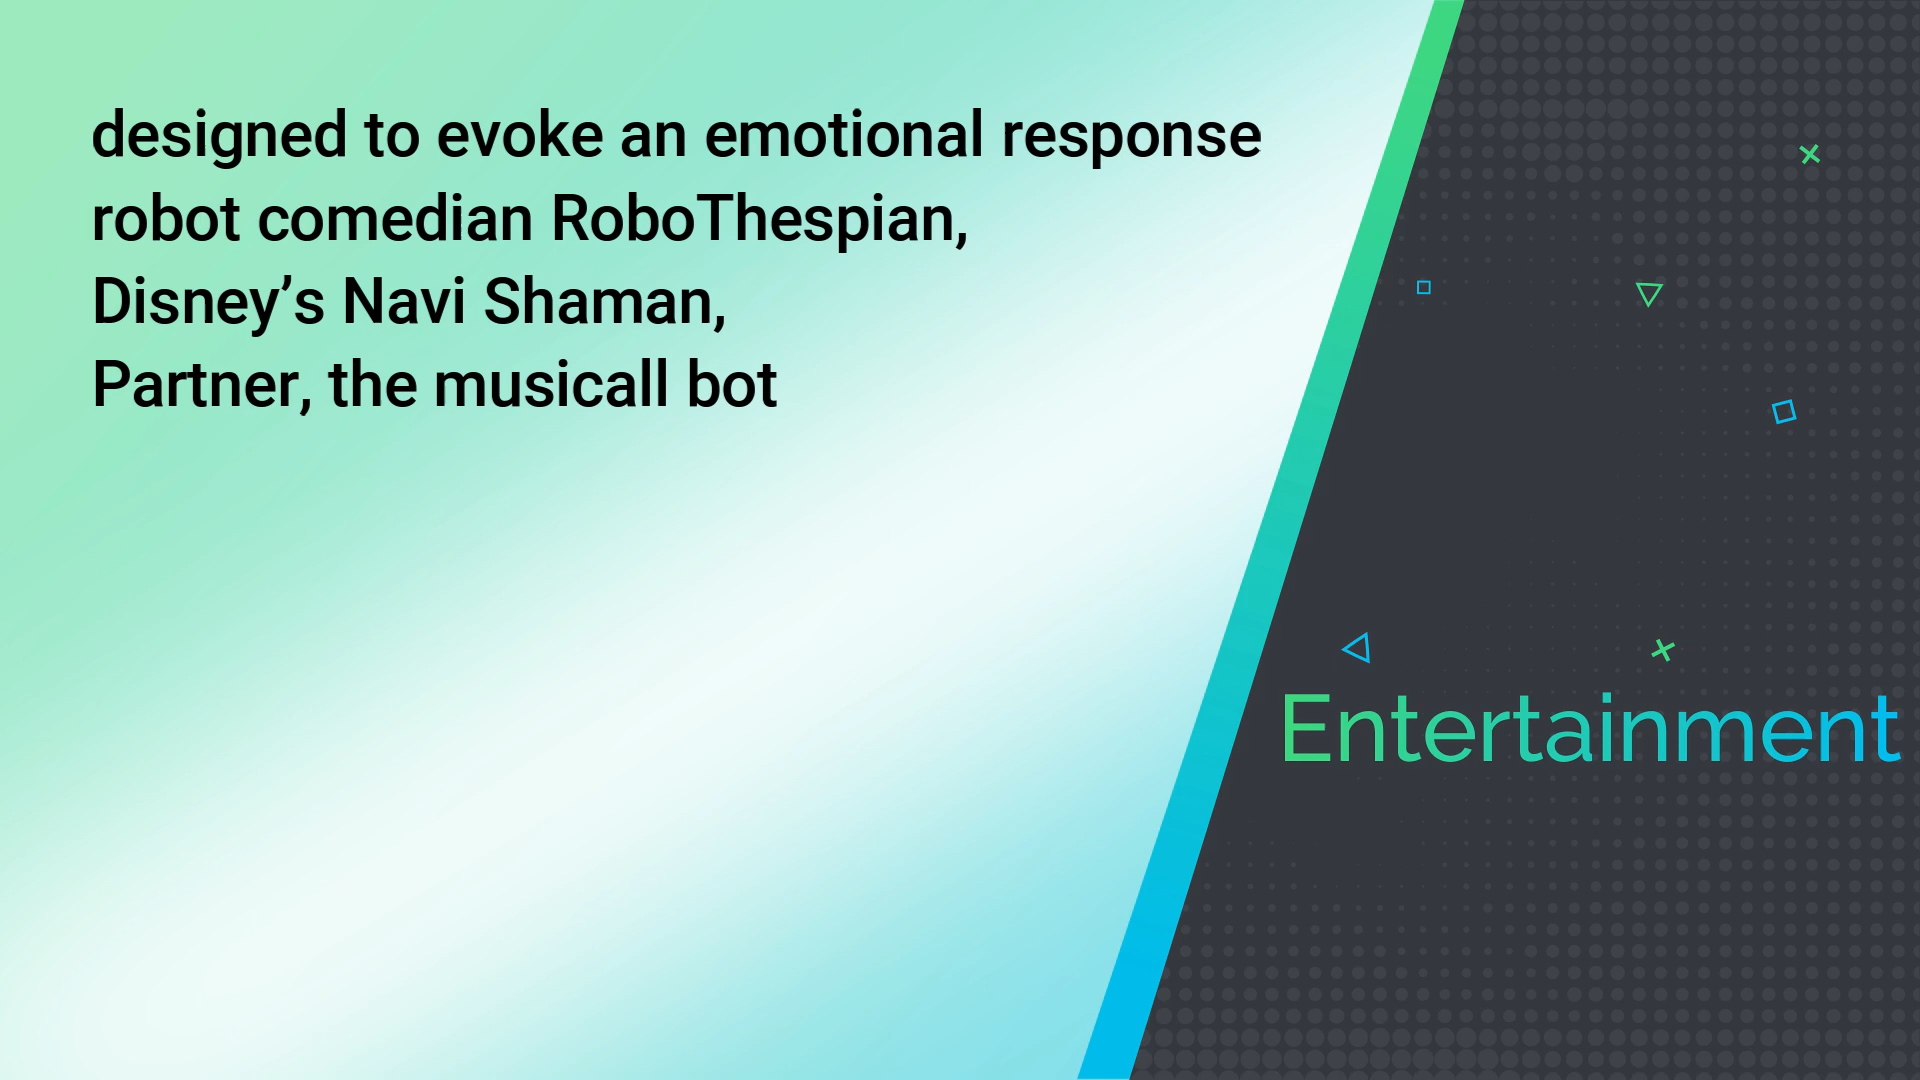 designed to evoke an emotional response
robot comedian RoboThespian,
Disney’s Navi Shaman,
Partner, the musicall bot
Entertainment